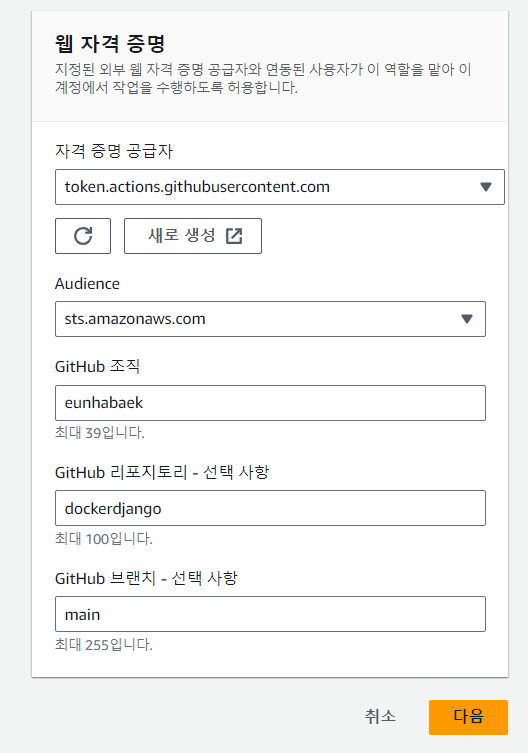 웹 자격 증명
지정된 외부 웹 자격 증명 공급자와 연동된 사용자가 이 역할을 맡아 이
계정에서 작업을 수행하도록 허용합니다.
자격 증명 공급자
token.actions.githubusercontent.com
새로 생성
Audience
sts.amazonaws.com
GitHub 조직
eunhabaek
최대 39입니다.
GitHub 리포지토리 - 선택 사항
dockerdjango
최대 100입니다.
GitHub 브랜치 - 선택 사항
main
최대 255입니다.
취소 다음